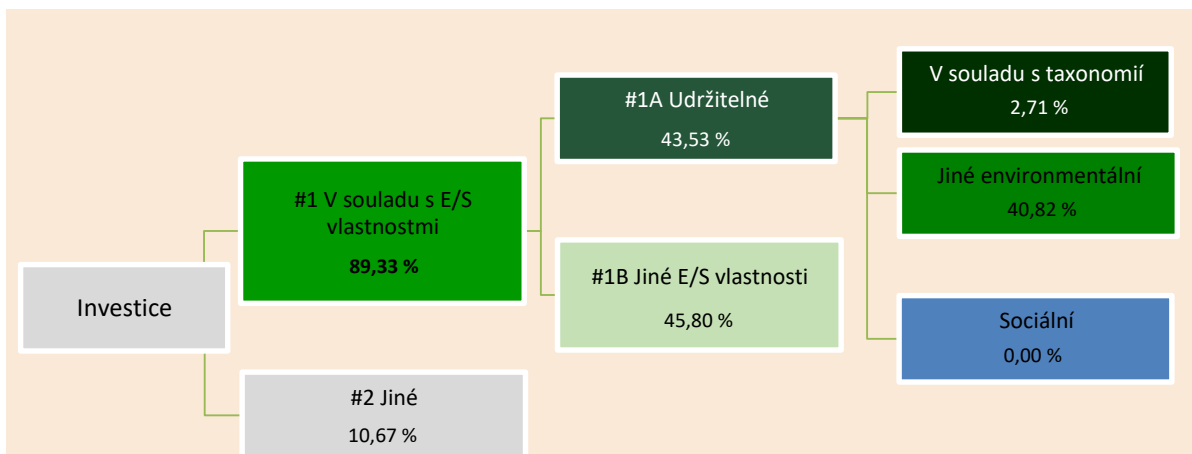 Investice
#1 V souladu s E/S
vlastnostmi
89,33 %
#2 Jiné
10,67 %
#1A Udržitelné
43,53 %
#1B Jiné E/S vlastnosti
45,80 %
V souladu s taxonomií
2,71 %
Jiné environmentální
40,82 %
Sociální
0,00 %